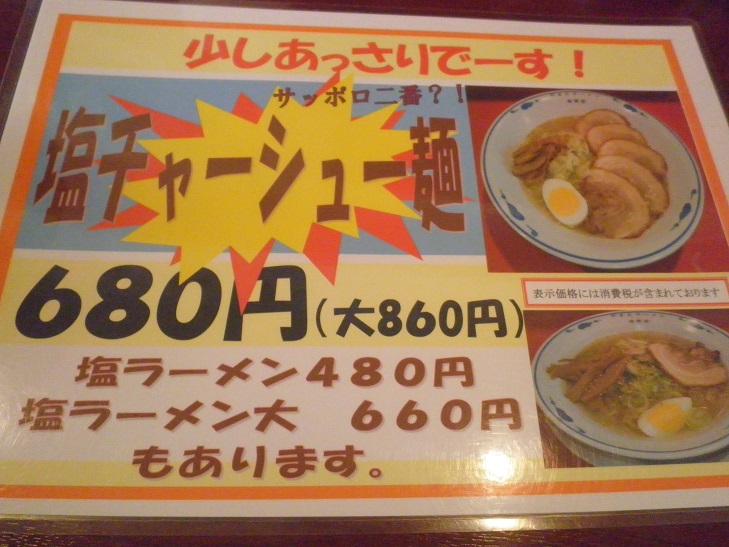 少しあっさりでーす！
サッポロ二番？！
塩チャーシュー麺
680円(大860円)
表示価格には消費税が含まれております
塩ラーメン480円
塩ラーメン大　660円
もあります。